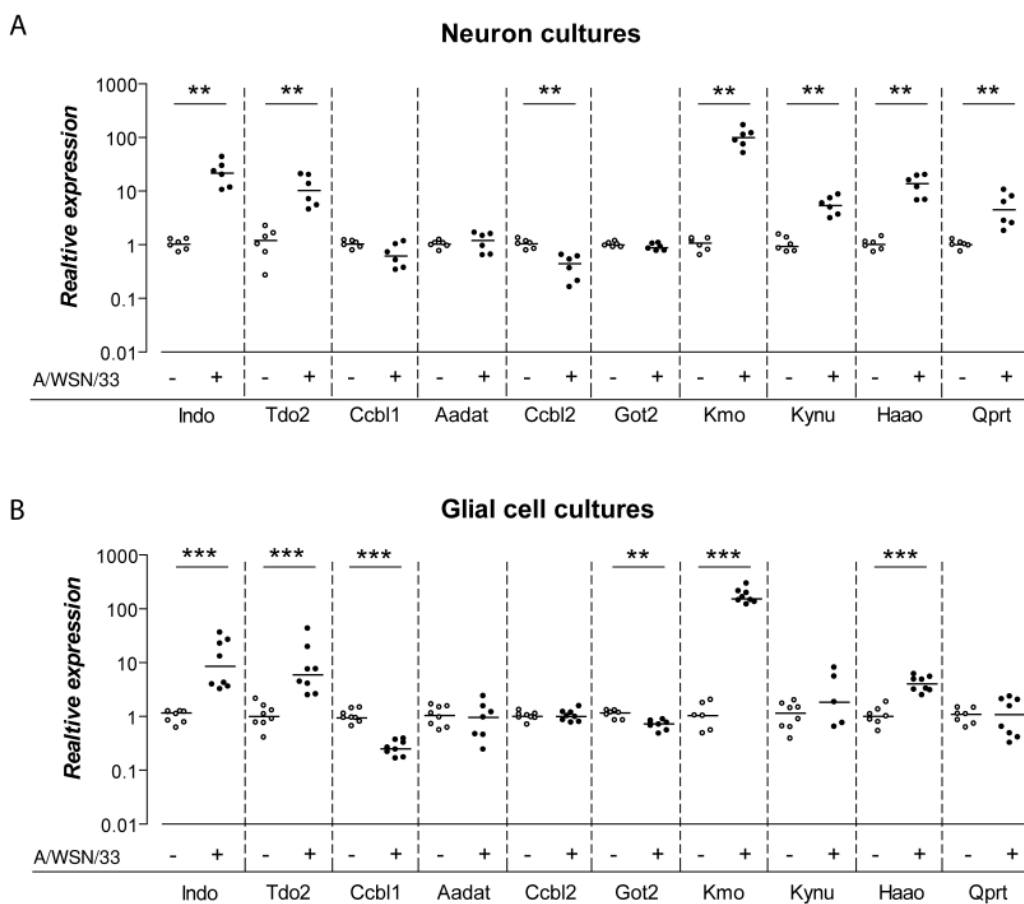 A
Neuron cultures
** ** ** ** ** ** **
1000
100
10
1
0.1
0.01
Realtive expression
A/WSN/33 - + - + - + - + - + - + - + - + - + - +
Indo Tdo2 Ccbl1 Aadat Ccbl2 Got2 Kmo Kynu Haao Qprt
B
Glial cell cultures
*** *** *** ** *** ***
1000
100
10
1
0.1
0.01
Realtive expression
A/WSN/33 - + - + - + - + - + - + - + - + - + - +
Indo Tdo2 Ccbl1 Aadat Ccbl2 Got2 Kmo Kynu Haao Qprt